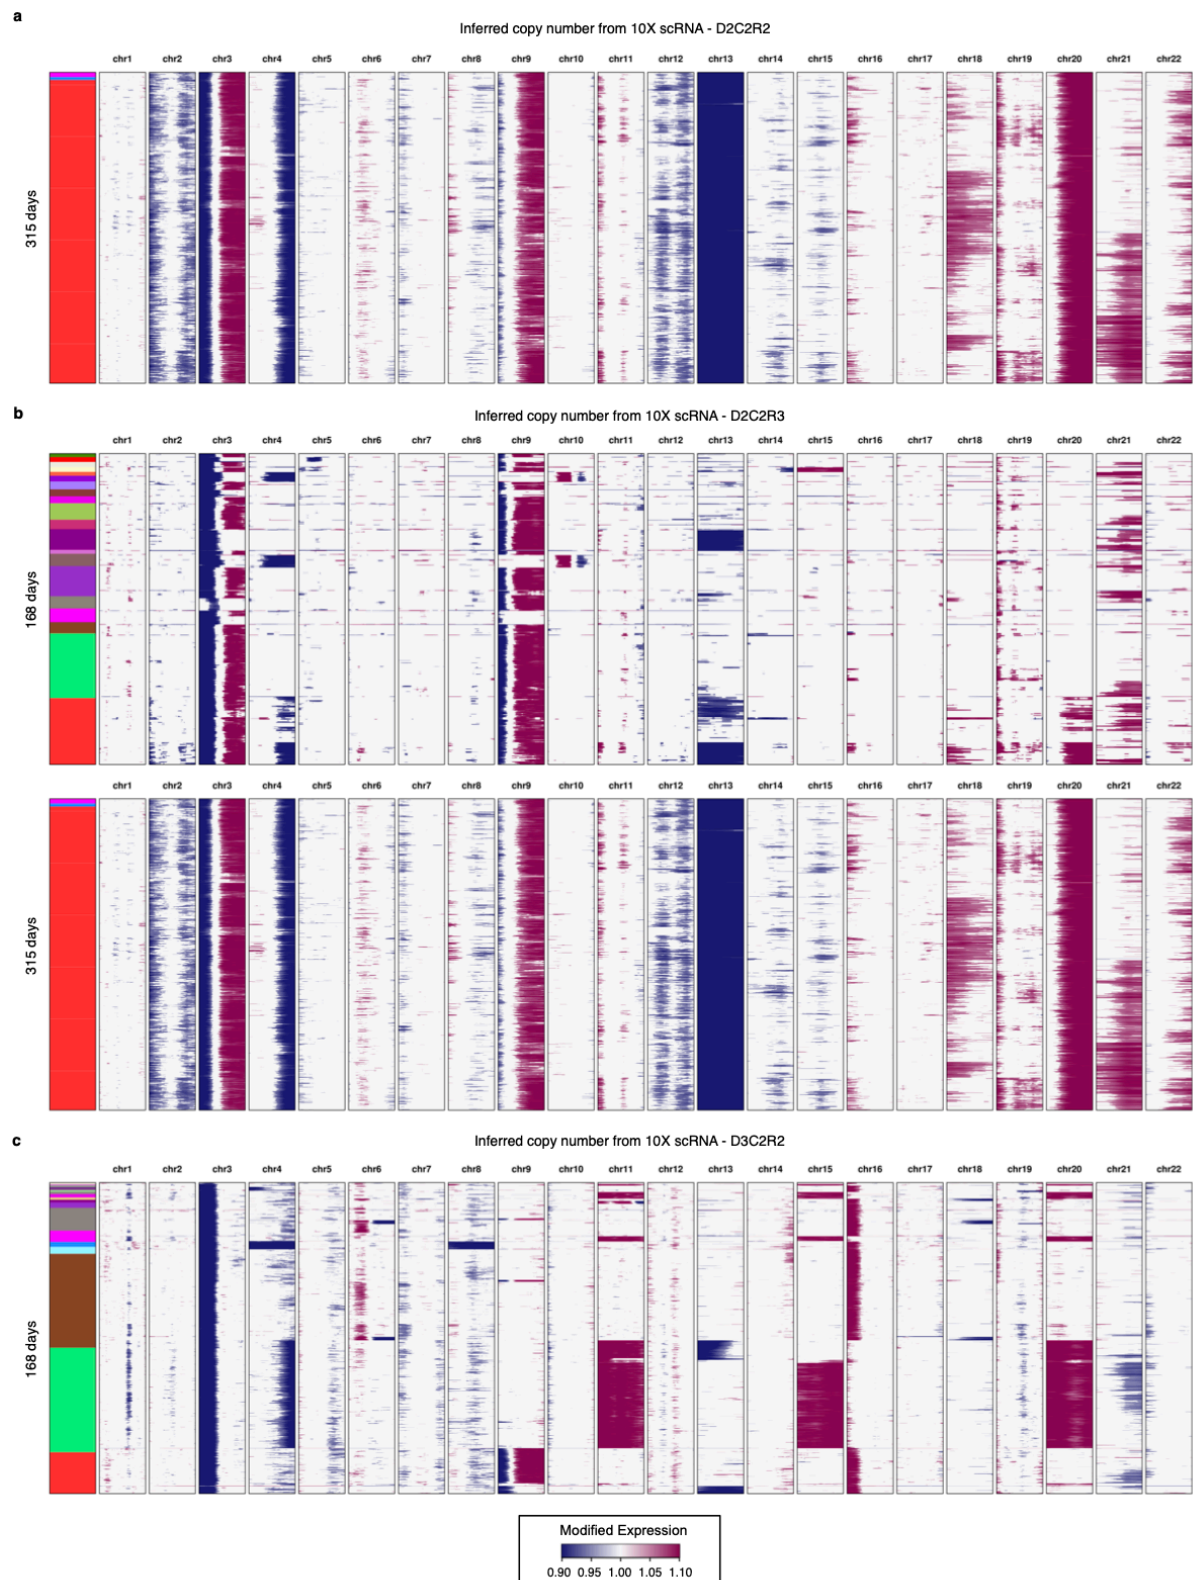 a
Inferred copy number from 10X scRNA - D2C2R2
chr1 chr2 chr3 chr4 chr5 chr6 chr7 chr8 chr9 chr10 chr11 chr12 chr13 chr14 chr15 chr16 chr17 chr18 chr19 chr20 chr21 chr22
315 days
b
Inferred copy number from 10X scRNA - D2C2R3
chr1 chr2 chr3 chr4 chr5 chr6 chr7 chr8 chr9 chr10 chr11 chr12 chr13 chr14 chr15 chr16 chr17 chr18 chr19 chr20 chr21 chr22
168 days
chr1 chr2 chr3 chr4 chr5 chr6 chr7 chr8 chr9 chr10 chr11 chr12 chr13 chr14 chr15 chr16 chr17 chr18 chr19 chr20 chr21 chr22
315 days
c
Inferred copy number from 10X scRNA - D3C2R2
chr1 chr2 chr3 chr4 chr5 chr6 chr7 chr8 chr9 chr10 chr11 chr12 chr13 chr14 chr15 chr16 chr17 chr18 chr19 chr20 chr21 chr22
168 days
Modified Expression
0.90 0.95 1.00 1.05 1.10